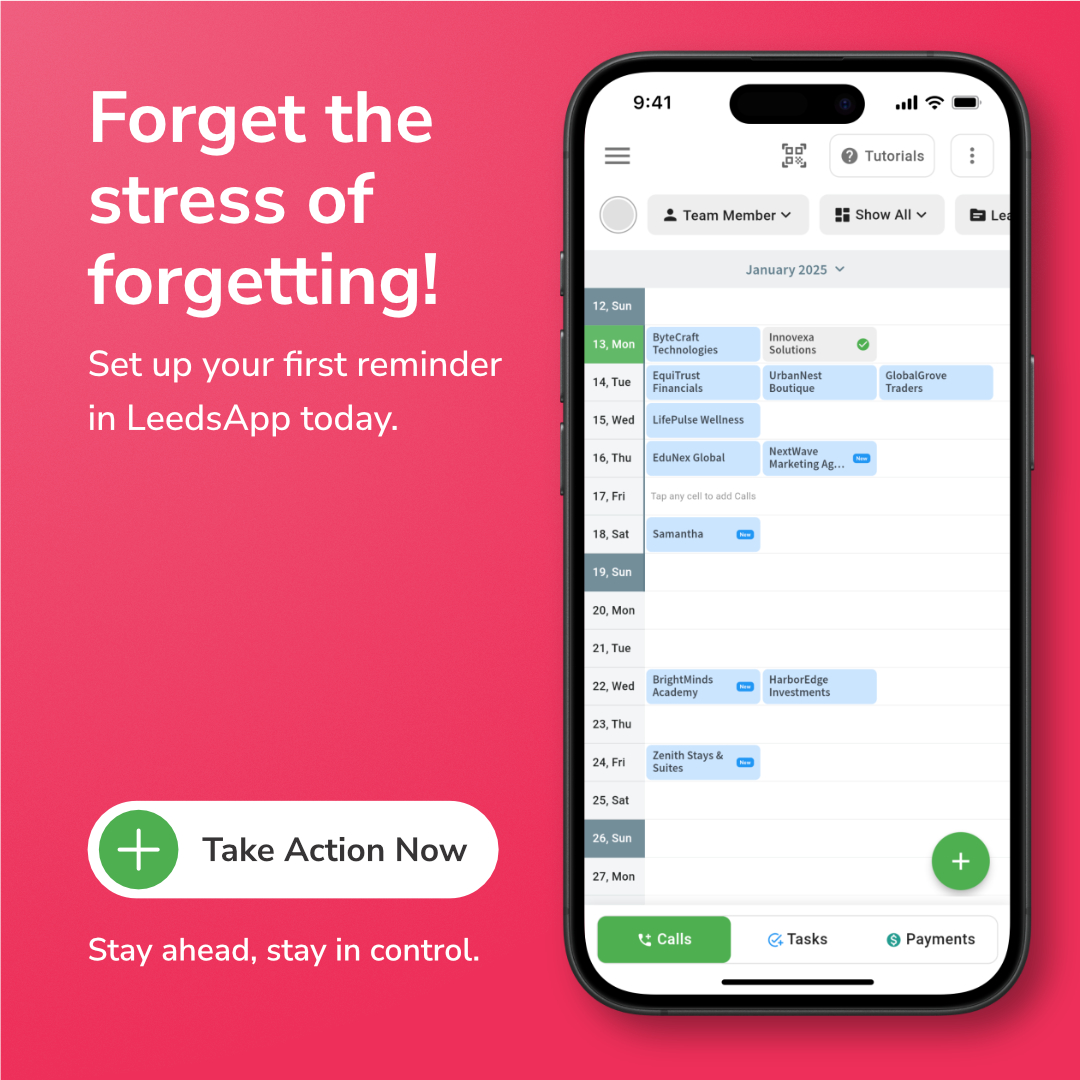 Forget the
stress of
forgetting!
Set up your first reminder
in LeedsApp today.
Take Action Now
Stay ahead, stay in control.
9:41
Tutorials
Team Member
Show All
Lea
January 2025
12, Sun
13, Mon
ByteCraft
Technologies
Innovexa
Solutions
14, Tue
EquiTrust
Financials
UrbanNest
Boutique
GlobalGrove
Traders
15, Wed
LifePulse Wellness
16, Thu
EduNex Global
NextWave
Marketing Ag...
New
17, Fri
Tap any cell to add Calls
18, Sat
Samantha
New
19, Sun
20, Mon
21, Tue
22, Wed
BrightMinds
Academy
New
HarborEdge
Investments
23, Thu
24, Fri
Zenith Stays &
Suites
New
25, Sat
26, Sun
27, Mon
Calls
Tasks
Payments